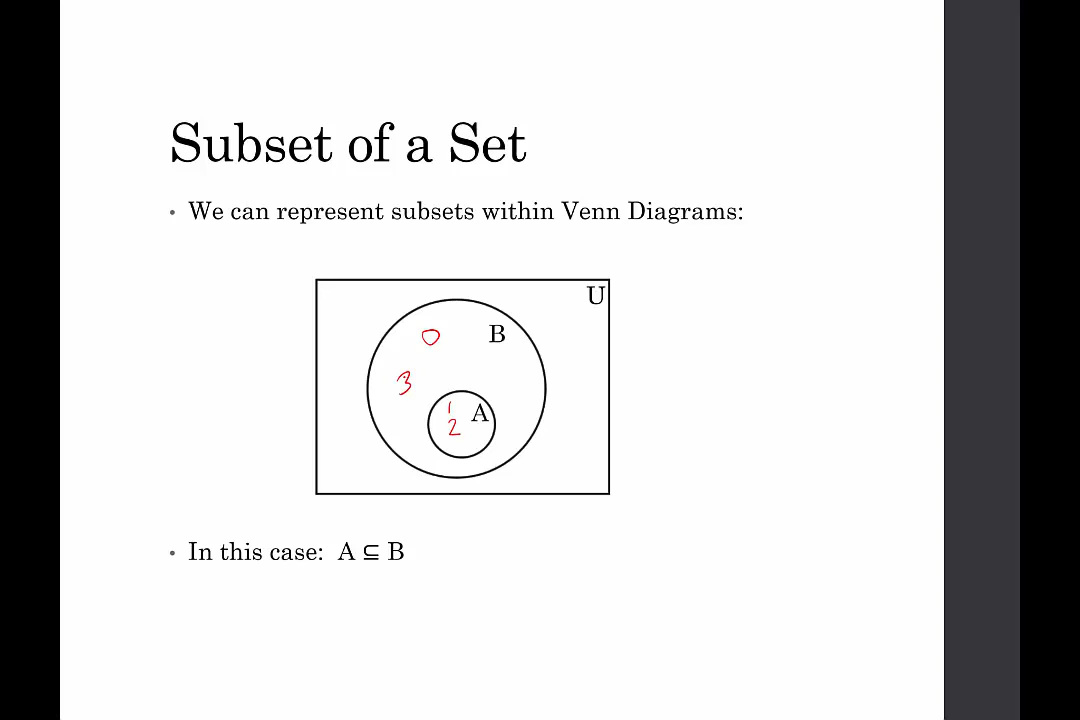 Subset of a Set
• We can represent subsets within Venn Diagrams:
U
0 B
3
1 A
2
• In this case: A ⊆ B